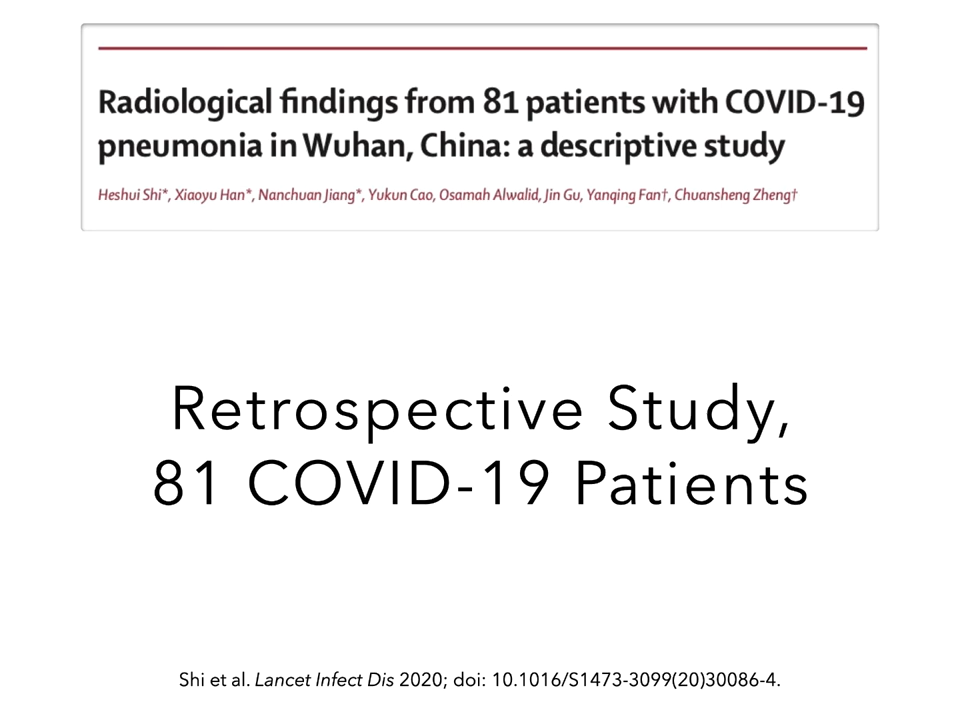 Radiological findings from 81 patients with COVID-19
pneumonia in Wuhan, China: a descriptive study
Heshui Shi*, Xiaoyu Han*, Nanchuan Jiang*, Yukun Cao, Osamah Alwalid, Jin Gu, Yanqing Fan†, Chuansheng Zheng†
Retrospective Study,
81 COVID-19 Patients
Shi et al. Lancet Infect Dis 2020; doi: 10.1016/S1473-3099(20)30086-4.